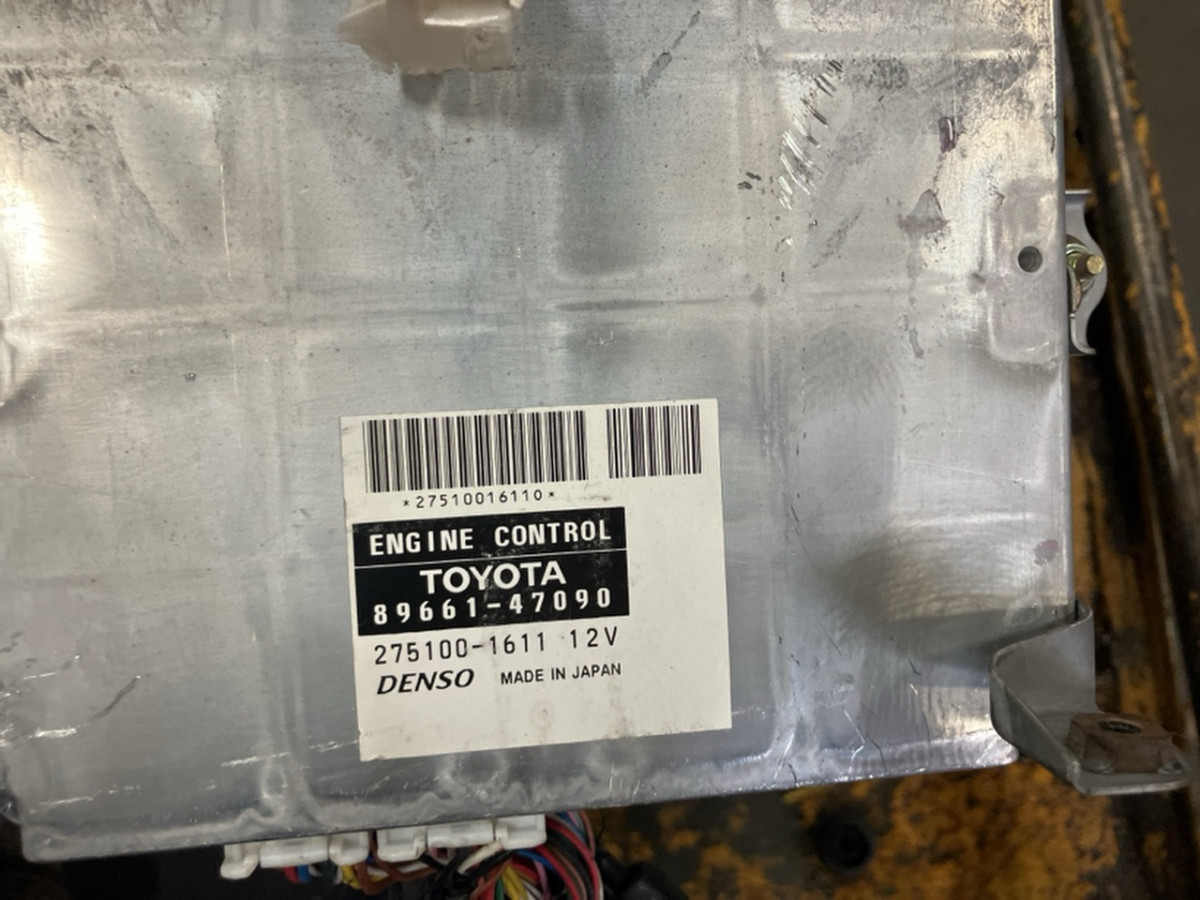 *27510016110*
ENGINE CONTROL
TOYOTA
89661-47090
275100-1611 12V
DENSO MADE IN JAPAN